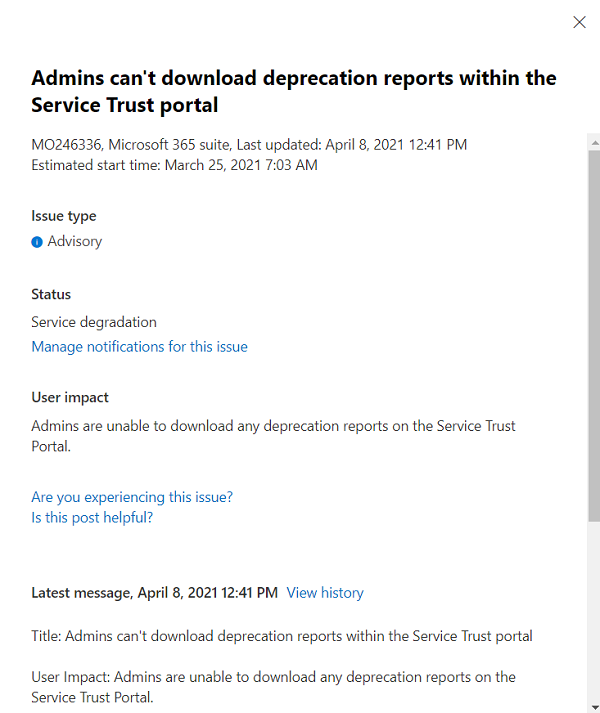 Admins can't download deprecation reports within the
Service Trust portal
MO246336, Microsoft 365 suite, Last updated: April 8, 2021 12:41 PM
Estimated start time: March 25, 2021 7:03 AM
Issue type
Advisory
Status
Service degradation
Manage notifications for this issue
User impact
Admins are unable to download any deprecation reports on the Service Trust
Portal.
Are you experiencing this issue?
Is this post helpful?
Latest message, April 8, 2021 12:41 PM View history
Title: Admins can't download deprecation reports within the Service Trust portal
User Impact: Admins are unable to download any deprecation reports on the
Service Trust Portal.